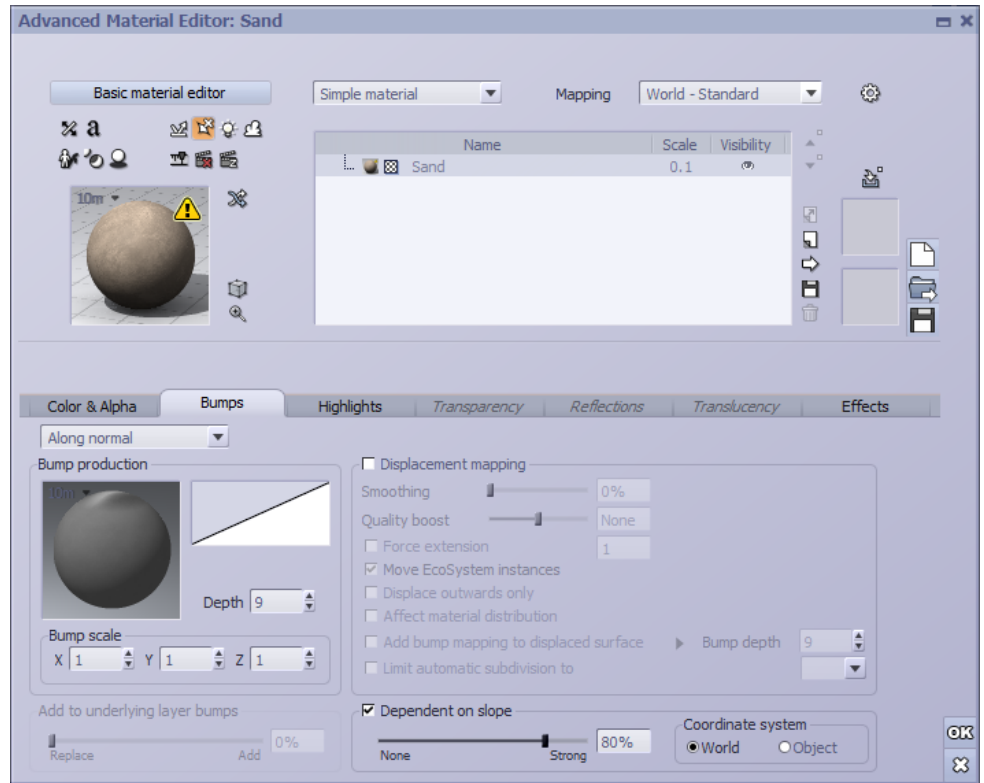 Advanced Material Editor: Sand
Basic material editor
Simple material
Mapping
World - Standard
a
Name Scale Visibility
Sand 0.1
10m
Color & Alpha Bumps Highlights Transparency Reflections Translucency Effects
Along normal
Bump production
10m
Depth 9
Bump scale
X 1 Y 1 Z 1
Displacement mapping
Smoothing 0%
Quality boost None
Force extension 1
Move EcoSystem instances
Displace outwards only
Affect material distribution
Add bump mapping to displaced surface Bump depth 9
Limit automatic subdivision to
Add to underlying layer bumps
0%
Replace Add
Dependent on slope
80%
None Strong
Coordinate system
World Object
OK